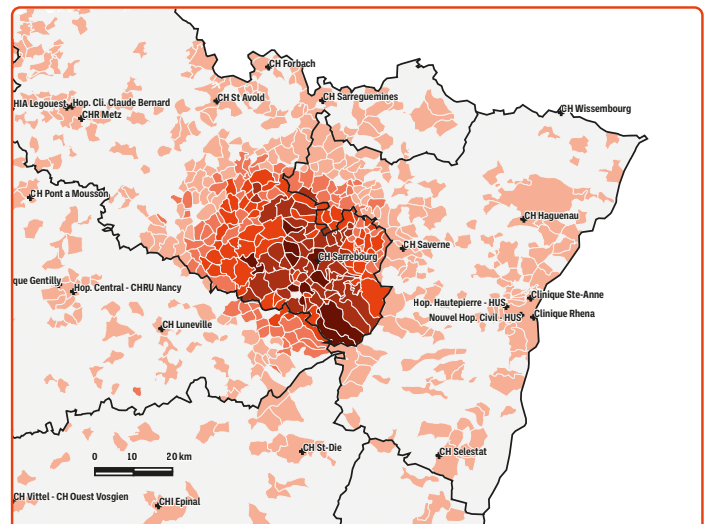 CH Forbach
CH St Avold
CH Sarreguemines
HIA Legouest
Hop. Cli. Claude Bernard
CHR Metz
CH Wissembourg
CH Pont a Mousson
CH Haguenau
CH Saverne
CH Sarrebourg
que Gentilly
Hop. Central - CHRU Nancy
Hop. Hautepierre - HUS
Clinique Ste-Anne
Nouvel Hop. Civil - HUS
Clinique Rhena
CH Luneville
CH St-Die
CH Selestat
0 10 20 km
CH Vittel - CH Ouest Vosgien
CHI Epinal